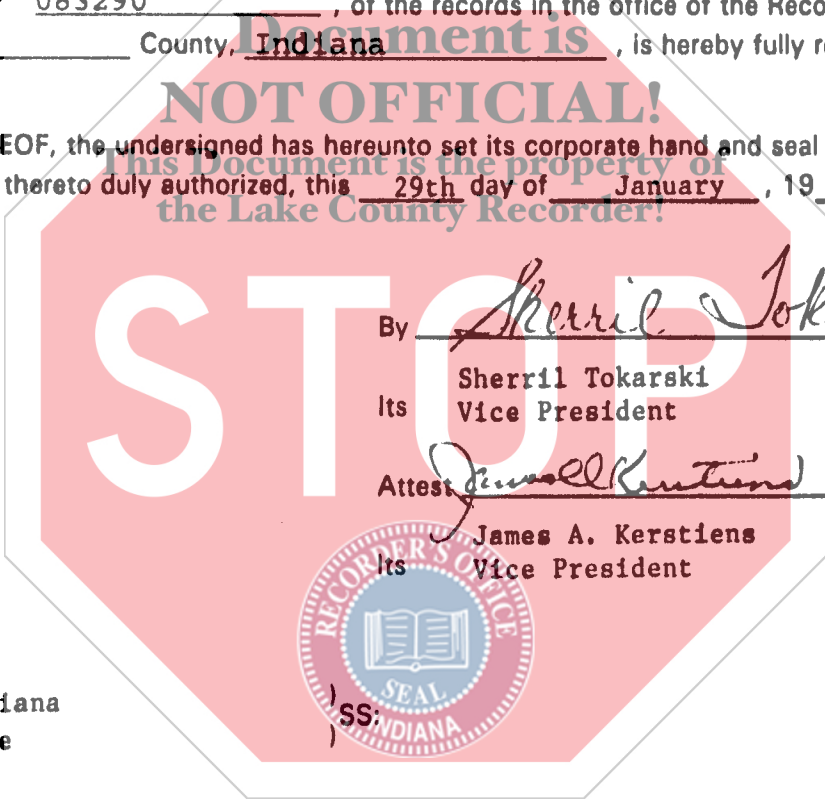 083290 , of the records in the office of the Reco
Document is
County, Indiana , is hereby fully r
NOT OFFICIAL!
EOF, the undersigned has hereunto set its corporate hand and seal
This Document is the property of
thereto duly authorized, this 29th day of January , 19
the Lake County Recorder!
STOP
By Sherril Tok
Sherril Tokarski
Its Vice President
Attest
James A. Kerstiens
Its Vice President
RECORDER'S OFFICE
SEAL
INDIANA
iana
) SS:
e )